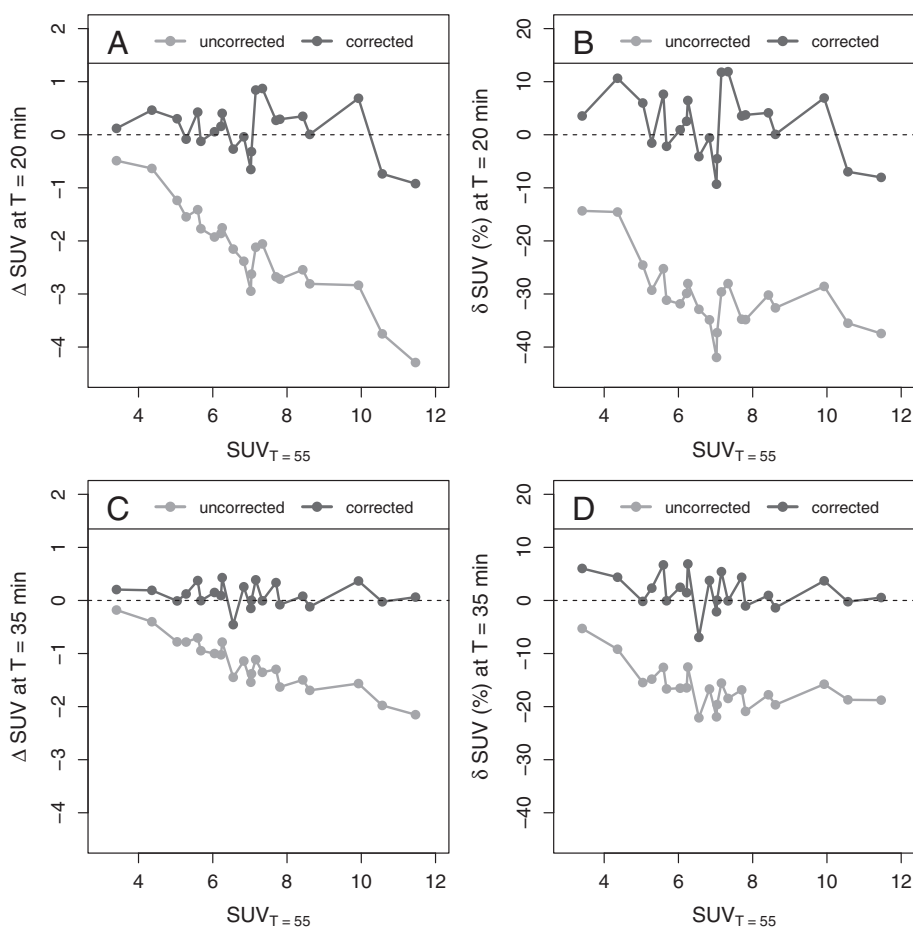 A uncorrected corrected
2
1
0
−1
−2
−3
−4
Δ SUV at T = 20 min
4 6 8 10 12
SUV T = 55
B uncorrected corrected
20
10
0
−10
−20
−30
−40
δ SUV (%) at T = 20 min
4 6 8 10 12
SUV T = 55
C uncorrected corrected
2
1
0
−1
−2
−3
−4
Δ SUV at T = 35 min
4 6 8 10 12
SUV T = 55
D uncorrected corrected
20
10
0
−10
−20
−30
−40
δ SUV (%) at T = 35 min
4 6 8 10 12
SUV T = 55